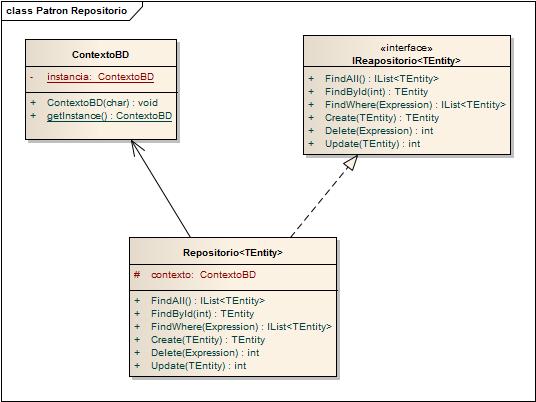 class Patron Repositorio
ContextoBD
- instancia: ContextoBD
+ ContextoBD(char) : void
+ getInstance() : ContextoBD
«interface»
IReapositorio<TEntity>
+ FindAll() : IList<TEntity>
+ FindById(int) : TEntity
+ FindWhere(Expression) : IList<TEntity>
+ Create(TEntity) : TEntity
+ Delete(Expression) : int
+ Update(TEntity) : int
Repositorio<TEntity>
# contexto: ContextoBD
+ FindAll() : IList<TEntity>
+ FindById(int) : TEntity
+ FindWhere(Expression) : IList<TEntity>
+ Create(TEntity) : TEntity
+ Delete(Expression) : int
+ Update(TEntity) : int